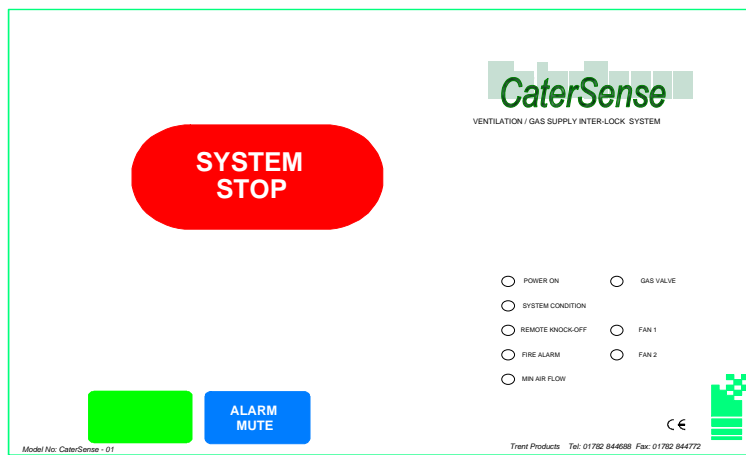 CaterSense
VENTILATION / GAS SUPPLY INTER-LOCK SYSTEM
SYSTEM
STOP
POWER ON GAS VALVE
SYSTEM CONDITION
REMOTE KNOCK-OFF FAN 1
FIRE ALARM FAN 2
MIN AIR FLOW
ALARM
MUTE
CE
Model No: CaterSense - 01
Trent Products Tel: 01782 844688 Fax: 01782 844772